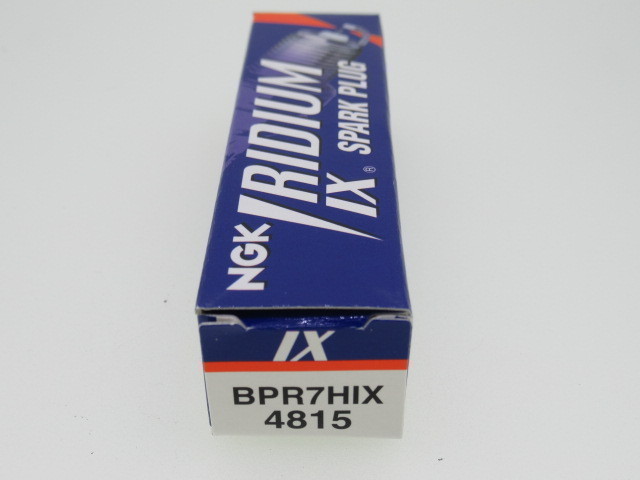 NGK IRIDIUM
IX® SPARK PLUG
IX
BPR7HIX
4815